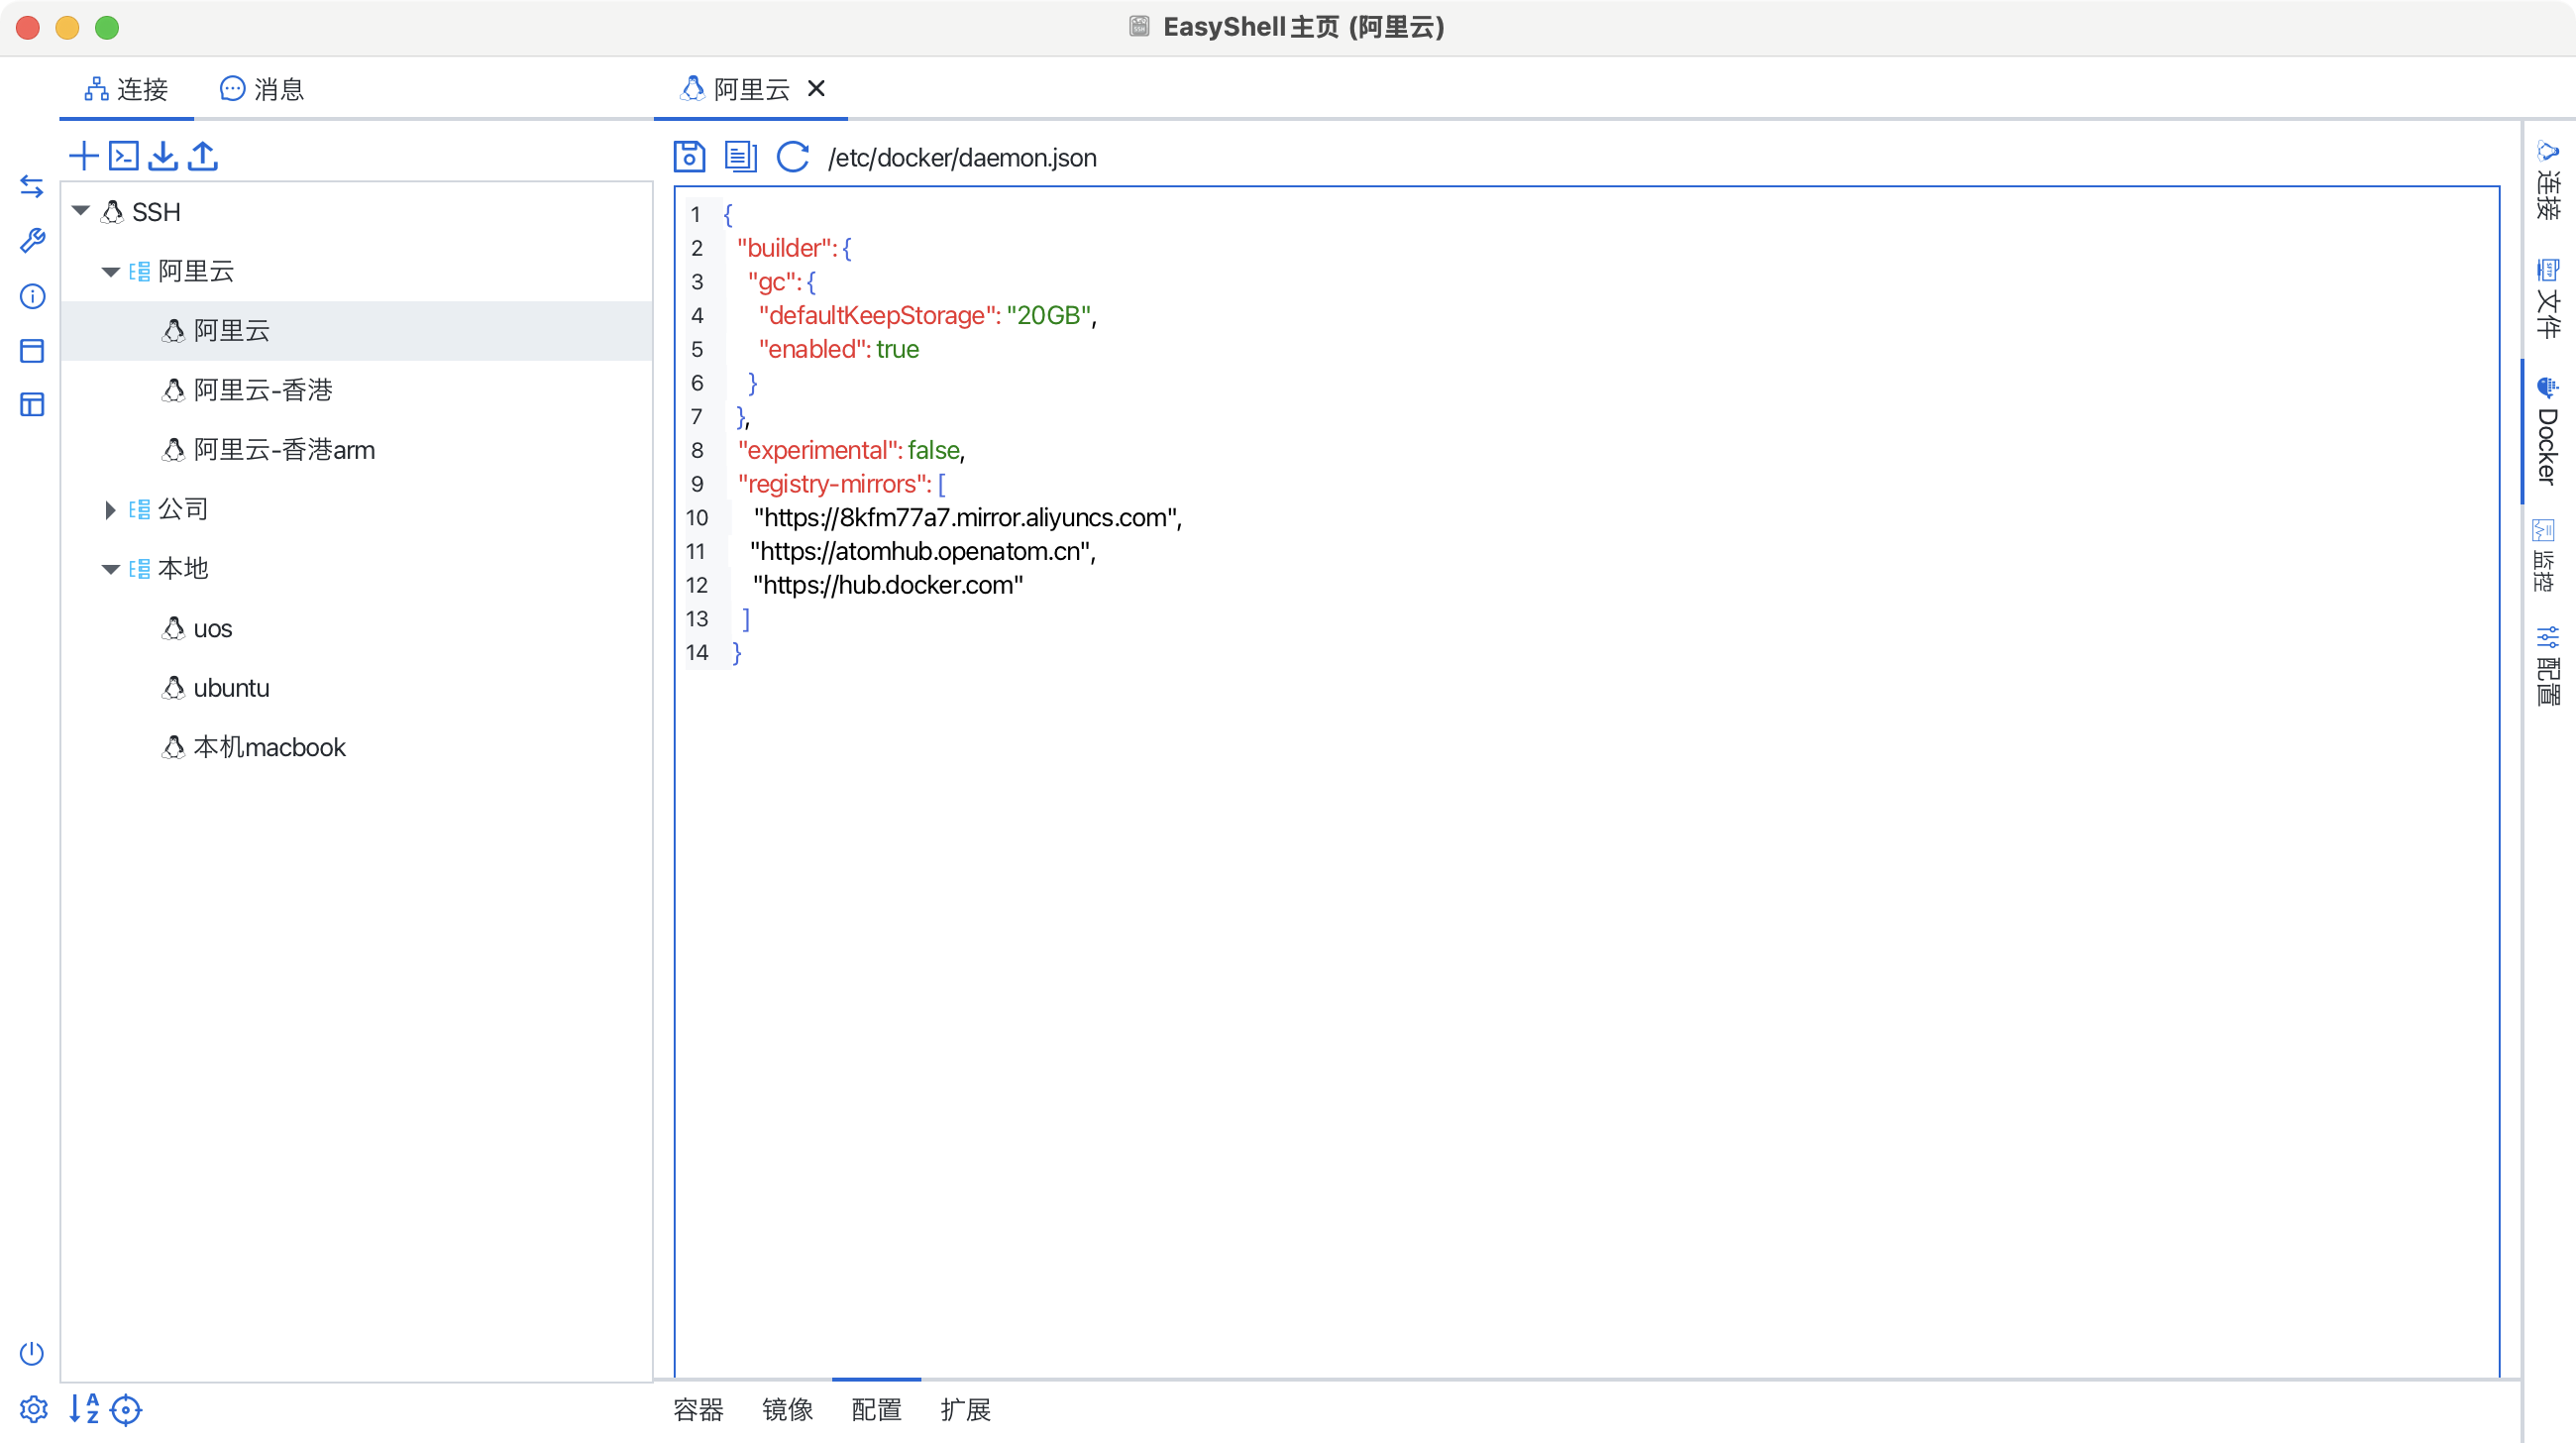 EasyShell主页 (阿里云)
连接
消息
阿里云
/etc/docker/daemon.json
SSH
阿里云
阿里云
阿里云-香港
阿里云-香港arm
公司
本地
uos
ubuntu
本机macbook
1 {
2 "builder": {
3 "gc": {
4 "defaultKeepStorage": "20GB",
5 "enabled": true
6 }
7 },
8 "experimental": false,
9 "registry-mirrors": [
10 "https://8kfm77a7.mirror.aliyuncs.com",
11 "https://atomhub.openatom.cn",
12 "https://hub.docker.com"
13 ]
14 }
连接
文件
Docker
监控
配置
容器
镜像
配置
扩展